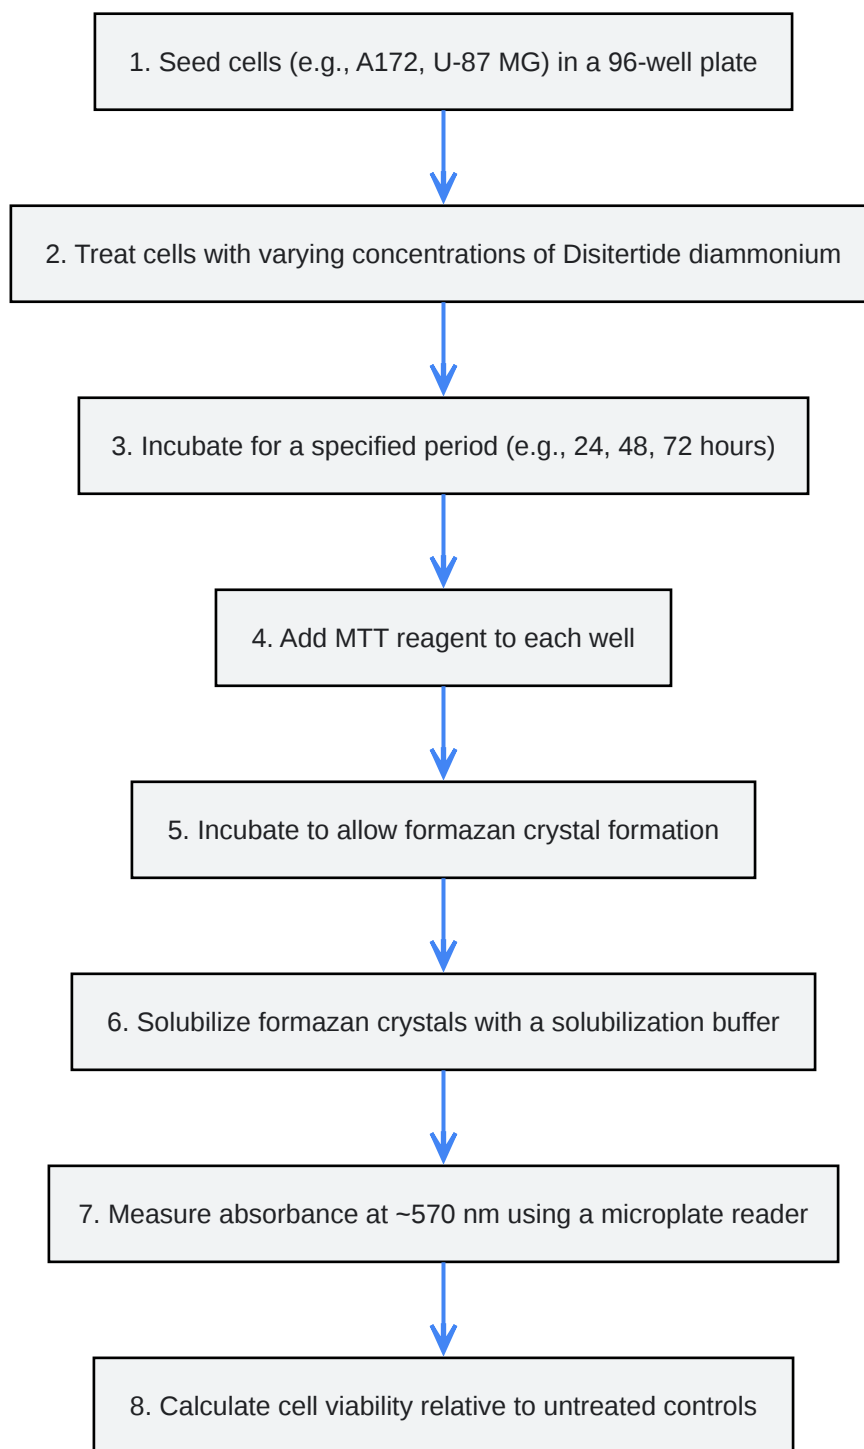 1. Seed cells (e.g., A172, U-87 MG) in a 96-well plate
2. Treat cells with varying concentrations of Disitertide diammonium
3. Incubate for a specified period (e.g., 24, 48, 72 hours)
4. Add MTT reagent to each well
5. Incubate to allow formazan crystal formation
6. Solubilize formazan crystals with a solubilization buffer
7. Measure absorbance at ~570 nm using a microplate reader
8. Calculate cell viability relative to untreated controls